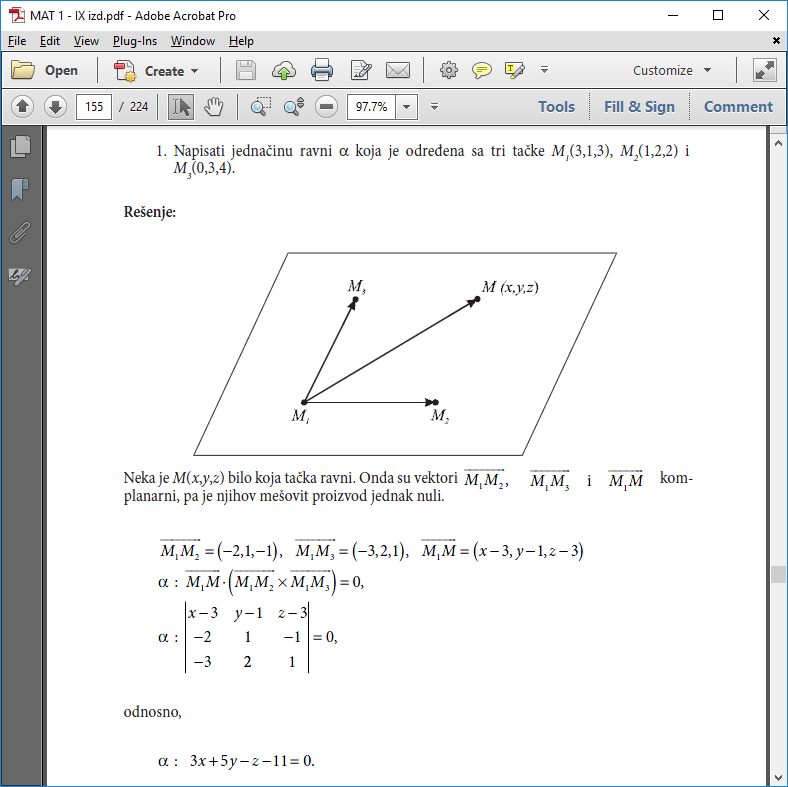 MAT 1 - IX izd.pdf - Adobe Acrobat Pro
File Edit View Plug-Ins Window Help
Open Create Customize
155 / 224 97.7% Tools Fill & Sign Comment
1. Napisati jednačinu ravni α koja je određena sa tri tačke M₁(3,1,3), M₂(1,2,2) i
M₃(0,3,4).
Rešenje:
M₃ M (x,y,z)
M₁ M₂
Neka je M(x,y,z) bilo koja tačka ravni. Onda su vektori M₁M₂, M₁M₃ i M₁M kom-
planarni, pa je njihov mešovit proizvod jednak nuli.
M₁M₂ = (−2,1,−1), M₁M₃ = (−3,2,1), M₁M = (x−3, y−1, z−3)
α : M₁M · (M₁M₂ × M₁M₃) = 0,
x−3 y−1 z−3
α : −2 1 −1 = 0,
−3 2 1
odnosno,
α : 3x+5y−z−11=0.